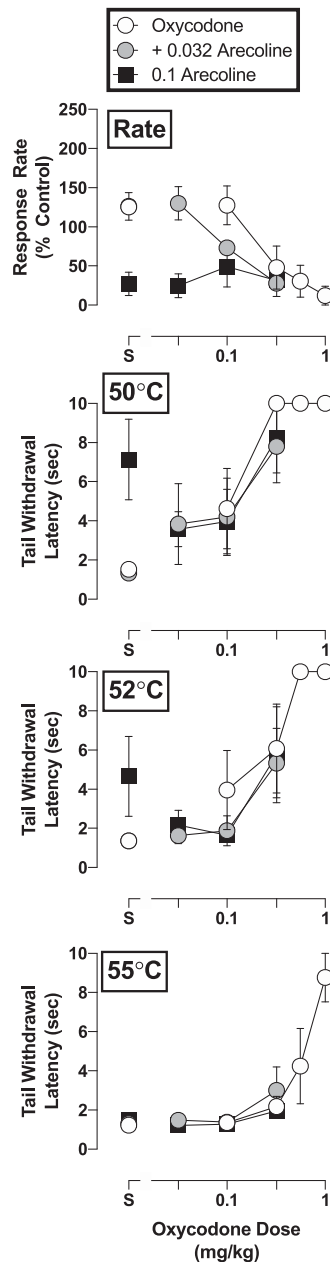 Oxycodone
+ 0.032 Arecoline
0.1 Arecoline
Rate
Response Rate
(% Control)
250
200
150
100
50
0
S
0.1
1
50°C
Tail Withdrawal
Latency (sec)
10
8
6
4
2
0
S
0.1
1
52°C
Tail Withdrawal
Latency (sec)
10
8
6
4
2
0
S
0.1
1
55°C
Tail Withdrawal
Latency (sec)
10
8
6
4
2
0
S
0.1
1
Oxycodone Dose
(mg/kg)